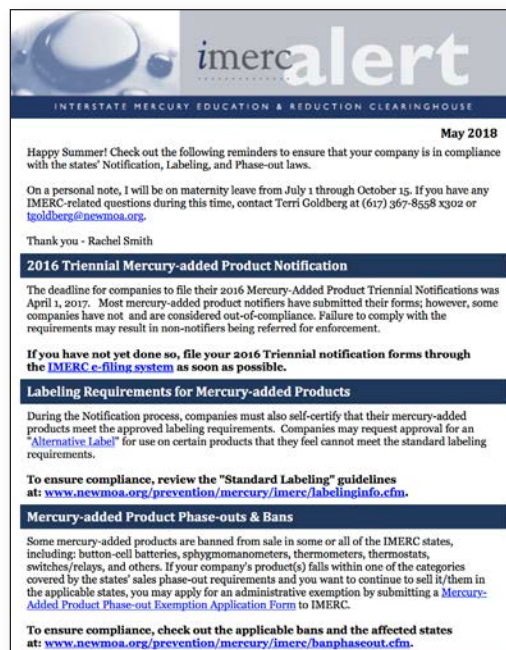 imerc alert
INTERSTATE MERCURY EDUCATION & REDUCTION CLEARINGHOUSE
May 2018
Happy Summer! Check out the following reminders to ensure that your company is in compliance
with the states' Notification, Labeling, and Phase-out laws.
On a personal note, I will be on maternity leave from July 1 through October 15. If you have any
IMERC-related questions during this time, contact Terri Goldberg at (617) 367-8558 x302 or
tgoldberg@newmoa.org.
Thank you - Rachel Smith
2016 Triennial Mercury-added Product Notification
The deadline for companies to file their 2016 Mercury-Added Product Triennial Notifications was
April 1, 2017. Most mercury-added product notifiers have submitted their forms; however, some
companies have not and are considered out-of-compliance. Failure to comply with the
requirements may result in non-notifiers being referred for enforcement.
If you have not yet done so, file your 2016 Triennial notification forms through
the IMERC e-filing system as soon as possible.
Labeling Requirements for Mercury-added Products
During the Notification process, companies must also self-certify that their mercury-added
products meet the approved labeling requirements. Companies may request approval for an
"Alternative Label" for use on certain products that they feel cannot meet the standard labeling
requirements.
To ensure compliance, review the "Standard Labeling" guidelines
at: www.newmoa.org/prevention/mercury/imerc/labelinginfo.cfm.
Mercury-added Product Phase-outs & Bans
Some mercury-added products are banned from sale in some or all of the IMERC states,
including: button-cell batteries, sphygmomanometers, thermometers, thermostats,
switches/relays, and others. If your company's product(s) falls within one of the categories
covered by the states' sales phase-out requirements and you want to continue to sell it/them in
the applicable states, you may apply for an administrative exemption by submitting a Mercury-
Added Product Phase-out Exemption Application Form to IMERC.
To ensure compliance, check out the applicable bans and the affected states
at: www.newmoa.org/prevention/mercury/imerc/banphaseout.cfm.